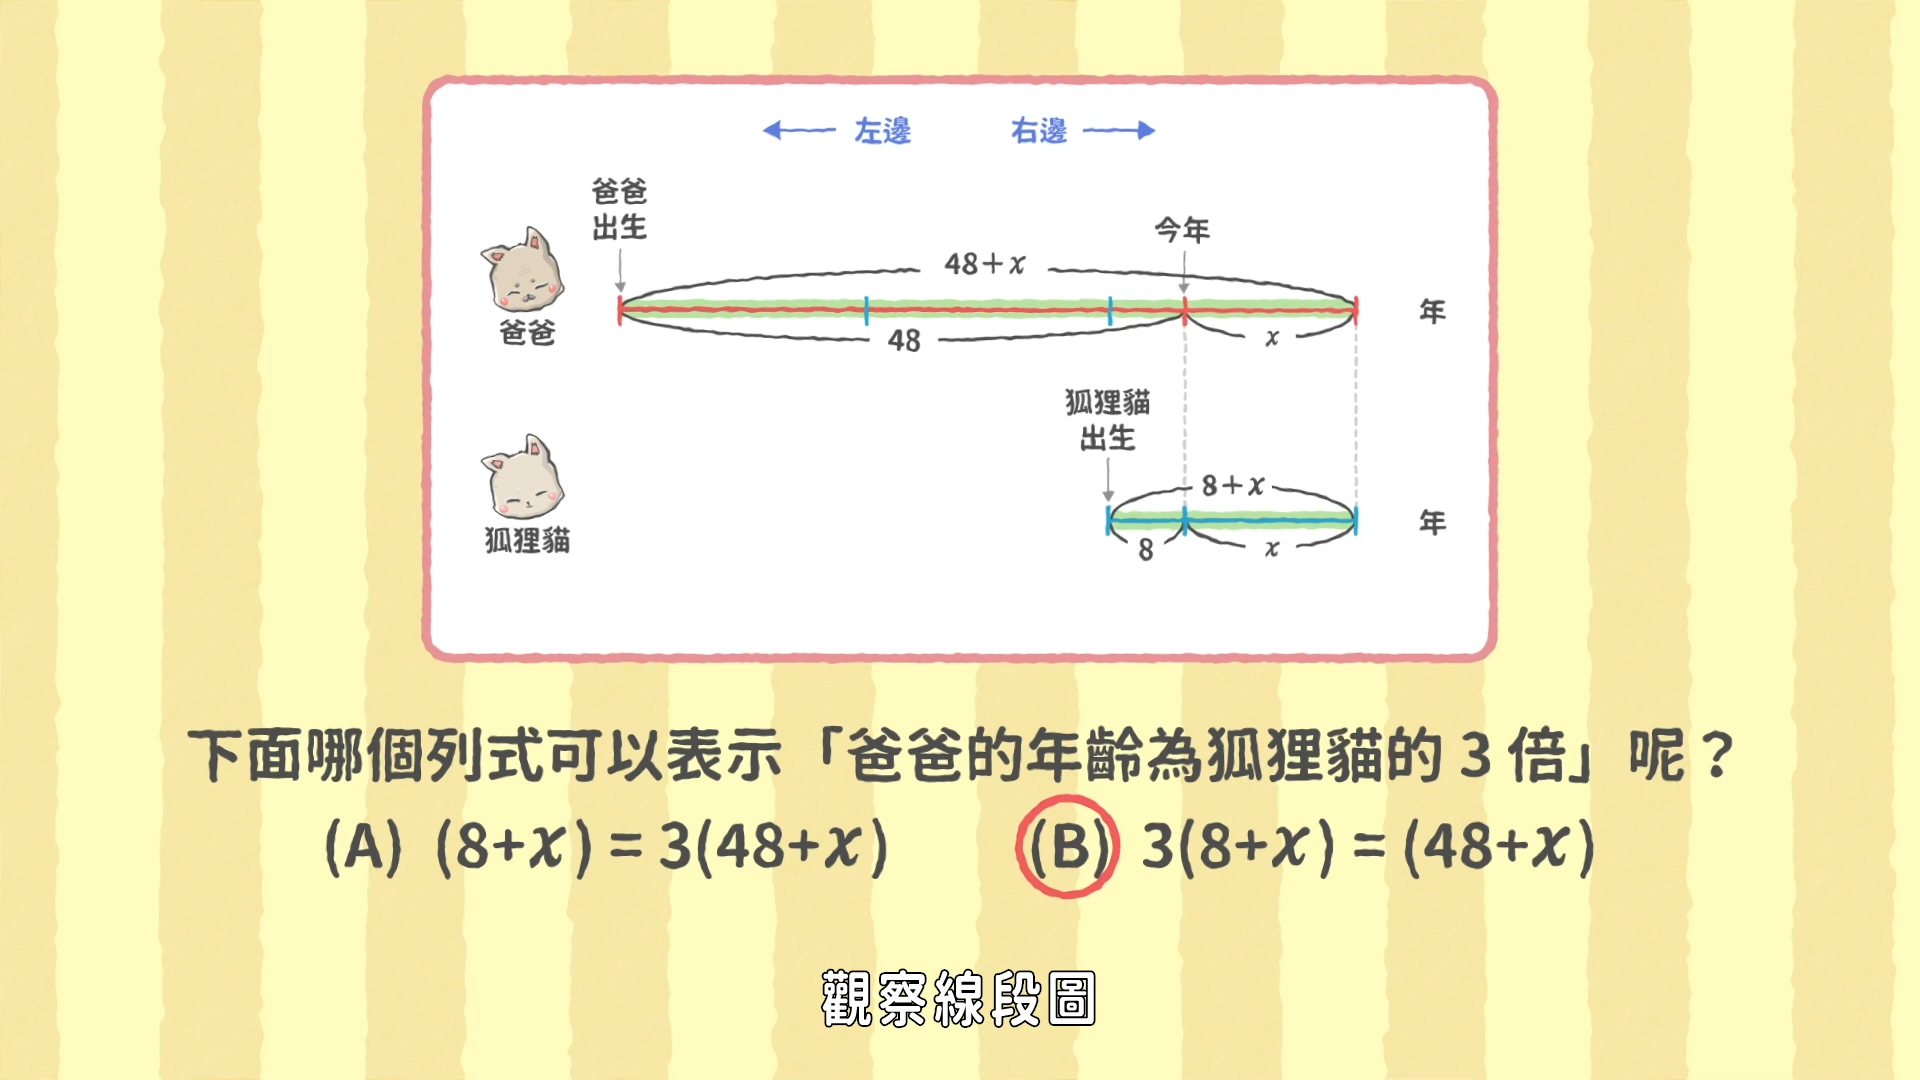 左邊 右邊
爸爸
出生
今年
48+x
年
48
x
爸爸
狐狸貓
出生
8+x
年
8
x
狐狸貓
下面哪個列式可以表示「爸爸的年齡為狐狸貓的 3 倍」呢？
(A) (8+x) = 3(48+x) (B) 3(8+x) = (48+x)
觀察線段圖